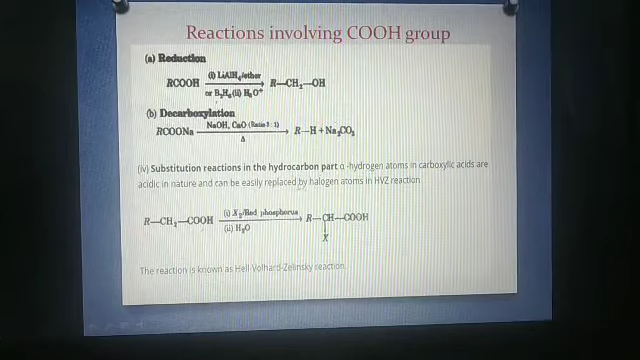 Reactions involving COOH group
(a) Reduction
RCOOH (i) LiAlH₄/ether or B₂H₆ (ii) H₃O⁺ → R—CH₂—OH
(b) Decarboxylation
RCOONa NaOH, CaO (Ratio 3 : 1) Δ → R—H + Na₂CO₃
(iv) Substitution reactions in the hydrocarbon part α -hydrogen atoms in carboxylic acids are
acidic in nature and can be easily replaced by halogen atoms in HVZ reaction
R—CH₂—COOH (i) X₂/Red phosphorus (ii) H₂O → R—CH—COOH
X
The reaction is known as Hell-Volhard-Zelinsky reaction.